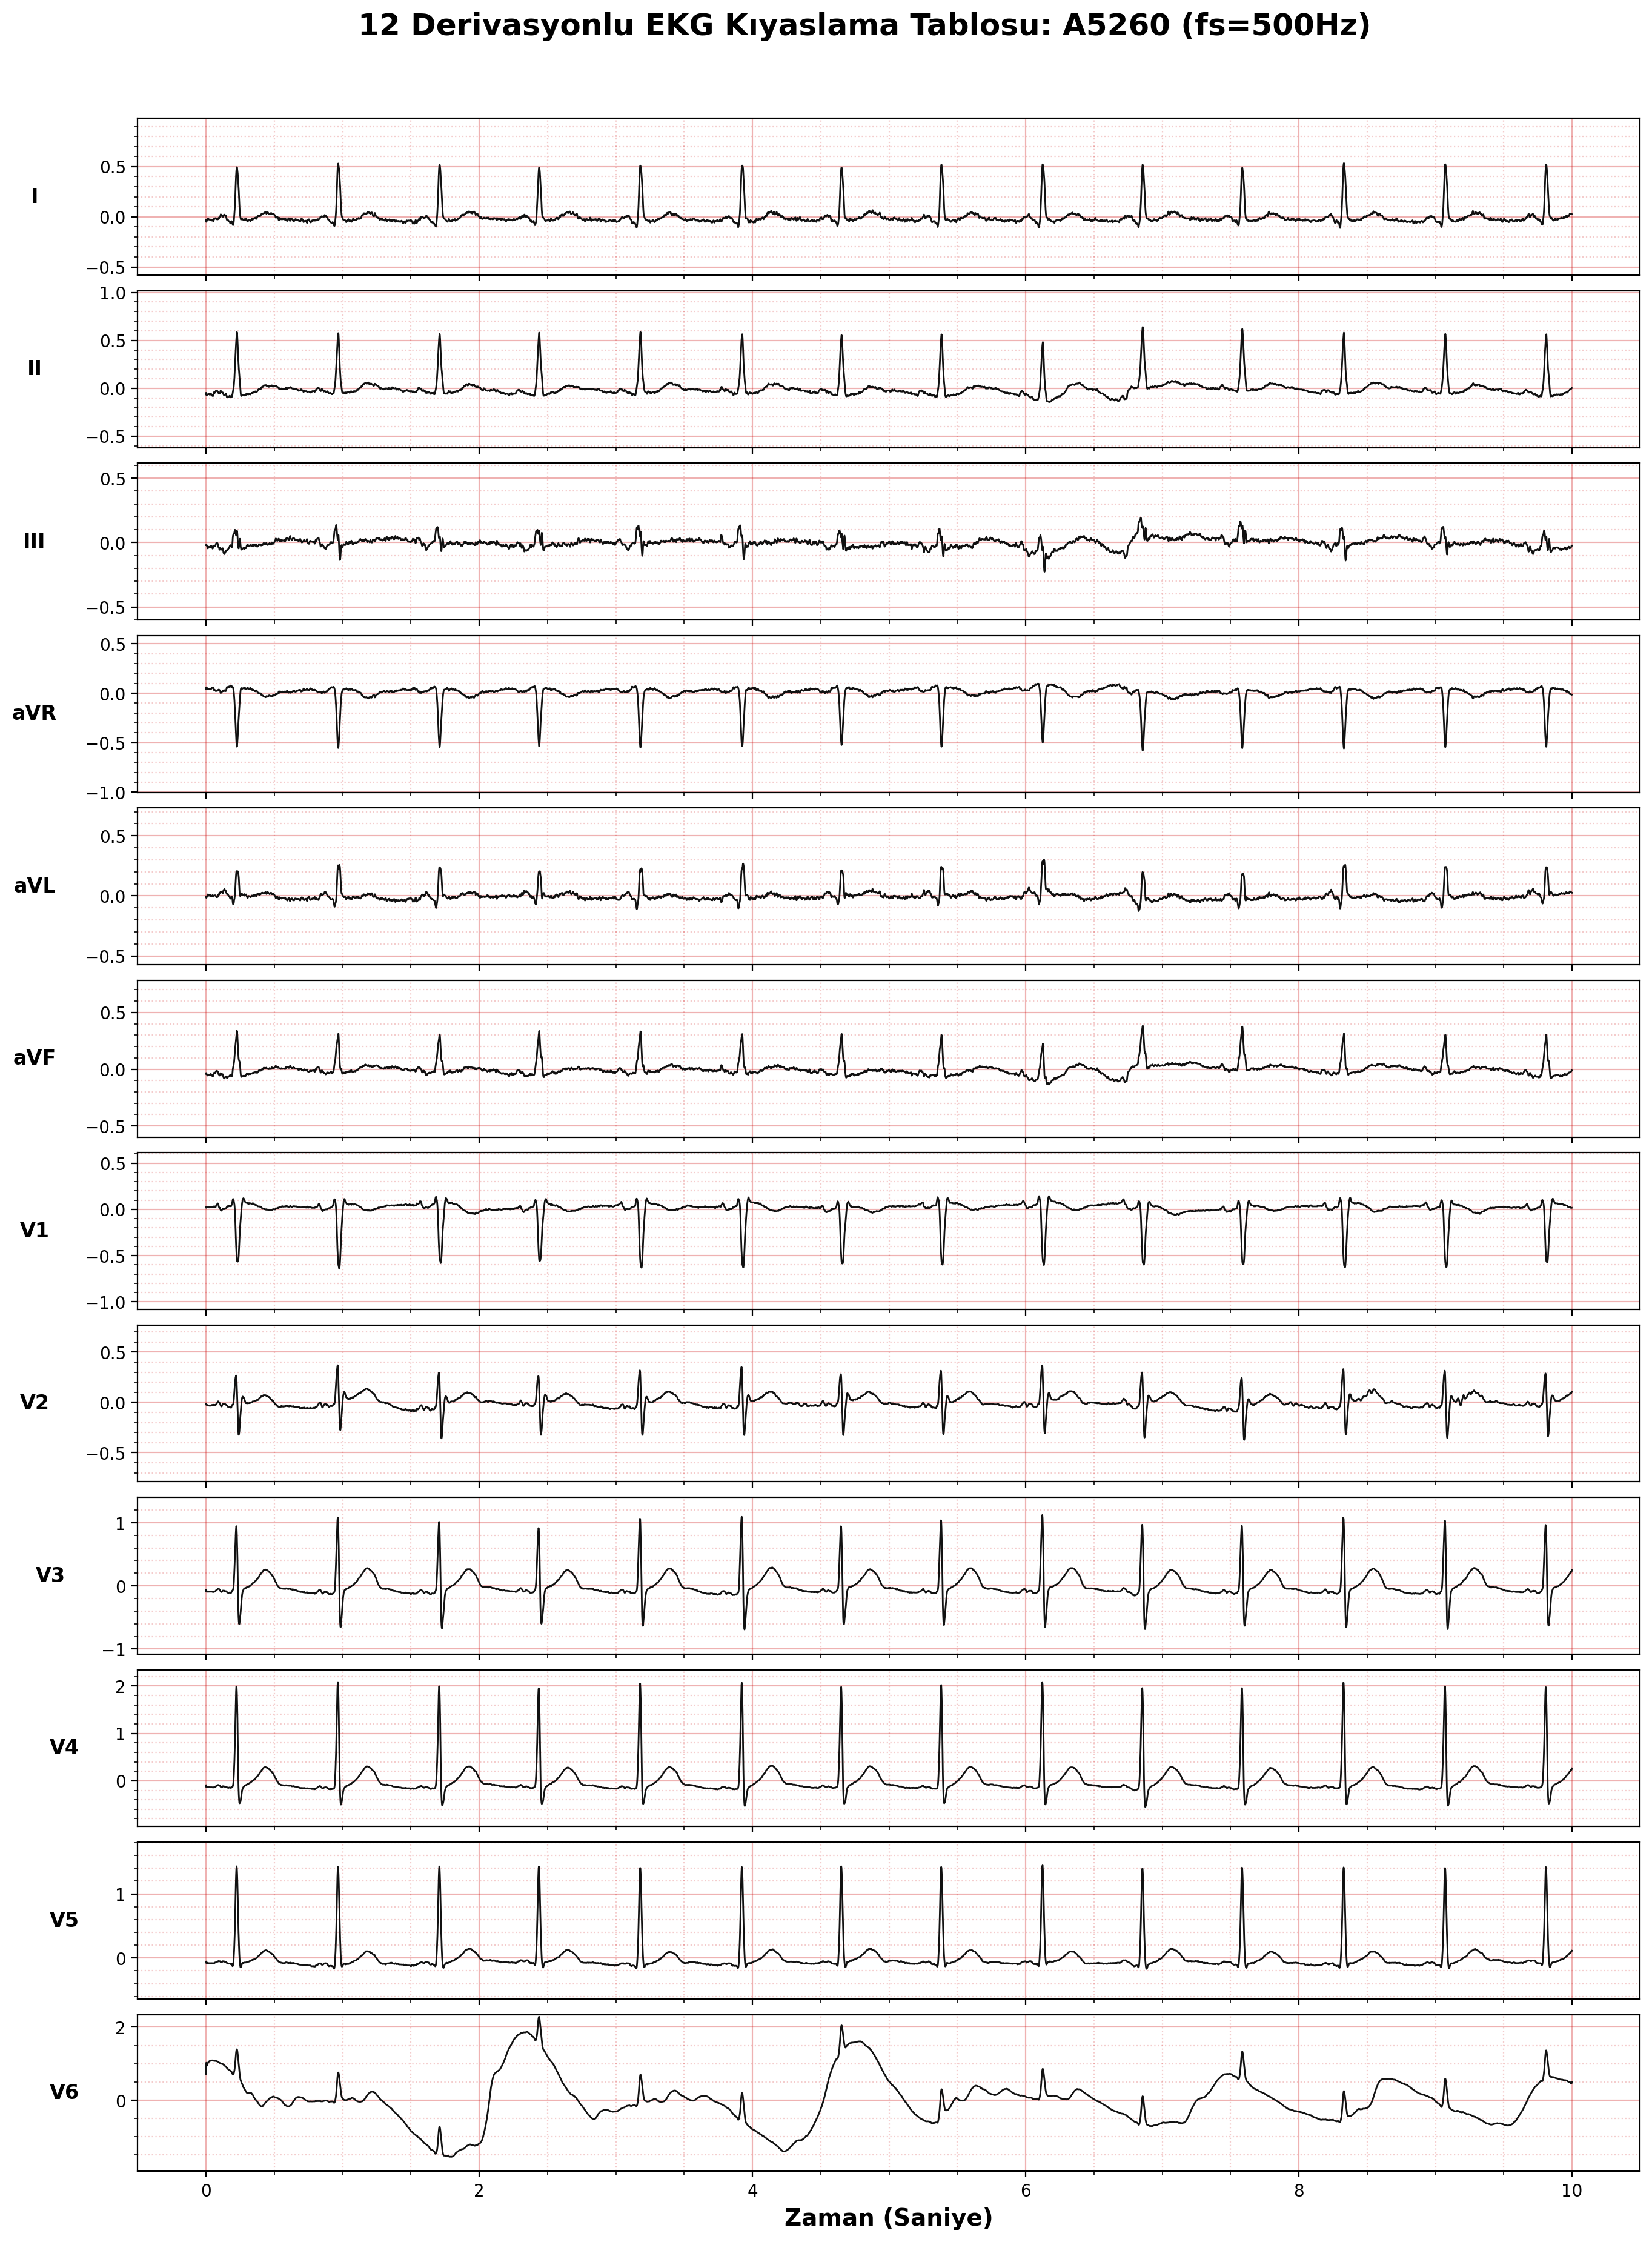 12 Derivasyonlu EKG Kıyaslama Tablosu: A5260 (fs=500Hz)
I
0.5
0.0
−0.5
II
1.0
0.5
0.0
−0.5
III
0.5
0.0
−0.5
aVR
0.5
0.0
−0.5
−1.0
aVL
0.5
0.0
−0.5
aVF
0.5
0.0
−0.5
V1
0.5
0.0
−0.5
−1.0
V2
0.5
0.0
−0.5
V3
1
0
−1
V4
2
1
0
V5
1
0
V6
2
0
0 2 4 6 8 10
Zaman (Saniye)